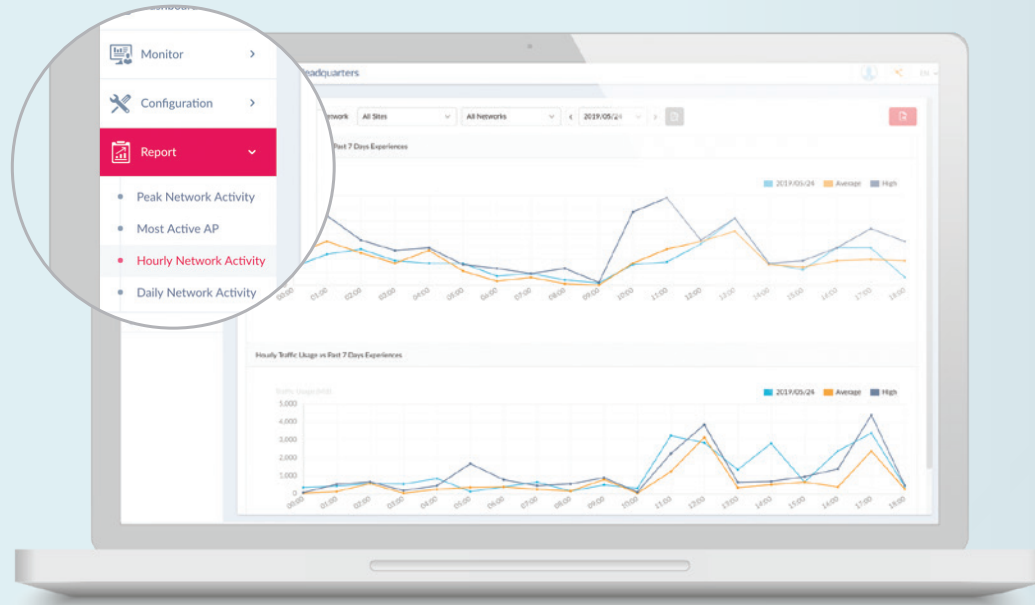 Dashboard
Monitor
Configuration
Report
Peak Network Activity
Most Active AP
Hourly Network Activity
Daily Network Activity
eadquarters
EN
etwork All Sites All Networks 2019/05/24
Past 7 Days Experiences
2019/05/24 Average High
00:00 01:00 02:00 03:00 04:00 05:00 06:00 07:00 08:00 09:00 10:00 11:00 12:00 13:00 14:00 15:00 16:00 17:00 18:00
Hourly Traffic Usage vs Past 7 Days Experiences
2019/05/24 Average High
5,000
4,000
3,000
2,000
1,000
0
00:00 01:00 02:00 03:00 04:00 05:00 06:00 07:00 08:00 09:00 10:00 11:00 12:00 13:00 14:00 15:00 16:00 17:00 18:00